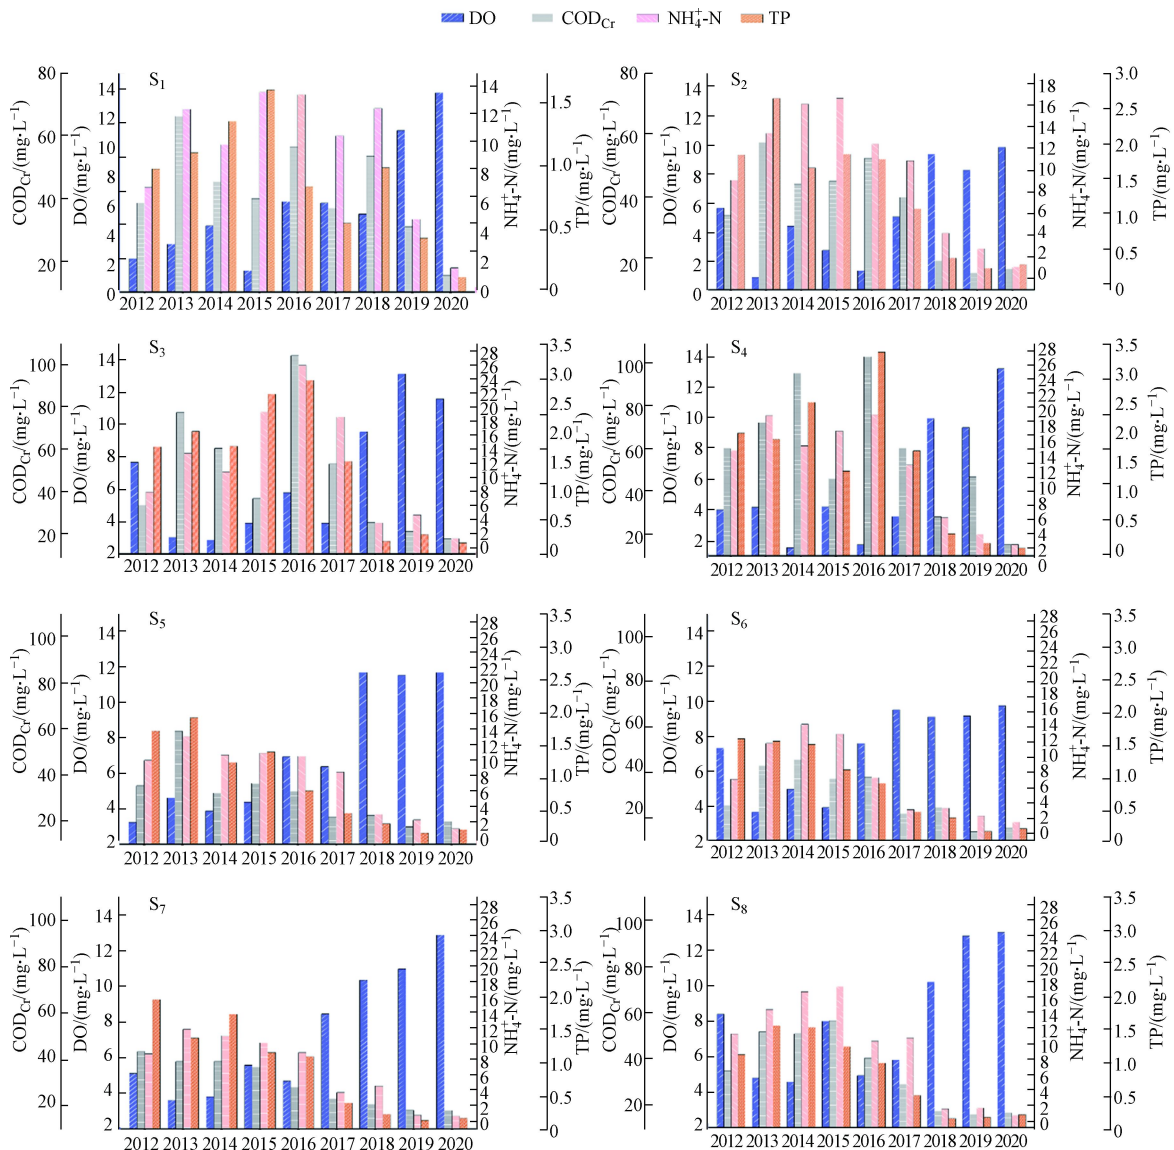 DO COD_Cr NH₄⁺-N TP
S₁
COD_Cr/(mg·L⁻¹)
80 60 40 20
DO/(mg·L⁻¹)
14 12 10 8 6 4 2 0
NH₄⁺-N/(mg·L⁻¹)
14 12 10 8 6 4 2 0
TP/(mg·L⁻¹)
1.5 1.0 0.5 0
2012 2013 2014 2015 2016 2017 2018 2019 2020
S₂
COD_Cr/(mg·L⁻¹)
80 60 40 20
DO/(mg·L⁻¹)
14 12 10 8 6 4 2 0
NH₄⁺-N/(mg·L⁻¹)
18 16 14 12 10 8 6 4 2 0
TP/(mg·L⁻¹)
3.0 2.5 2.0 1.5 1.0 0.5 0
2012 2013 2014 2015 2016 2017 2018 2019 2020
S₃
COD_Cr/(mg·L⁻¹)
100 80 60 40 20
DO/(mg·L⁻¹)
14 12 10 8 6 4 2
NH₄⁺-N/(mg·L⁻¹)
28 26 24 22 20 18 16 14 12 10 8 6 4 2 0
TP/(mg·L⁻¹)
3.5 3.0 2.5 2.0 1.5 1.0 0.5 0
2012 2013 2014 2015 2016 2017 2018 2019 2020
S₄
COD_Cr/(mg·L⁻¹)
100 80 60 40 20
DO/(mg·L⁻¹)
14 12 10 8 6 4 2
NH₄⁺-N/(mg·L⁻¹)
28 26 24 22 20 18 16 14 12 10 8 6 4 2 0
TP/(mg·L⁻¹)
3.5 3.0 2.5 2.0 1.5 1.0 0.5 0
2012 2013 2014 2015 2016 2017 2018 2019 2020
S₅
COD_Cr/(mg·L⁻¹)
100 80 60 40 20
DO/(mg·L⁻¹)
14 12 10 8 6 4 2
NH₄⁺-N/(mg·L⁻¹)
28 26 24 22 20 18 16 14 12 10 8 6 4 2 0
TP/(mg·L⁻¹)
3.5 3.0 2.5 2.0 1.5 1.0 0.5 0
2012 2013 2014 2015 2016 2017 2018 2019 2020
S₆
COD_Cr/(mg·L⁻¹)
100 80 60 40 20
DO/(mg·L⁻¹)
14 12 10 8 6 4 2
NH₄⁺-N/(mg·L⁻¹)
28 26 24 22 20 18 16 14 12 10 8 6 4 2 0
TP/(mg·L⁻¹)
3.5 3.0 2.5 2.0 1.5 1.0 0.5 0
2012 2013 2014 2015 2016 2017 2018 2019 2020
S₇
COD_Cr/(mg·L⁻¹)
100 80 60 40 20
DO/(mg·L⁻¹)
14 12 10 8 6 4 2
NH₄⁺-N/(mg·L⁻¹)
28 26 24 22 20 18 16 14 12 10 8 6 4 2 0
TP/(mg·L⁻¹)
3.5 3.0 2.5 2.0 1.5 1.0 0.5 0
2012 2013 2014 2015 2016 2017 2018 2019 2020
S₈
COD_Cr/(mg·L⁻¹)
100 80 60 40 20
DO/(mg·L⁻¹)
14 12 10 8 6 4 2
NH₄⁺-N/(mg·L⁻¹)
28 26 24 22 20 18 16 14 12 10 8 6 4 2 0
TP/(mg·L⁻¹)
3.5 3.0 2.5 2.0 1.5 1.0 0.5 0
2012 2013 2014 2015 2016 2017 2018 2019 2020